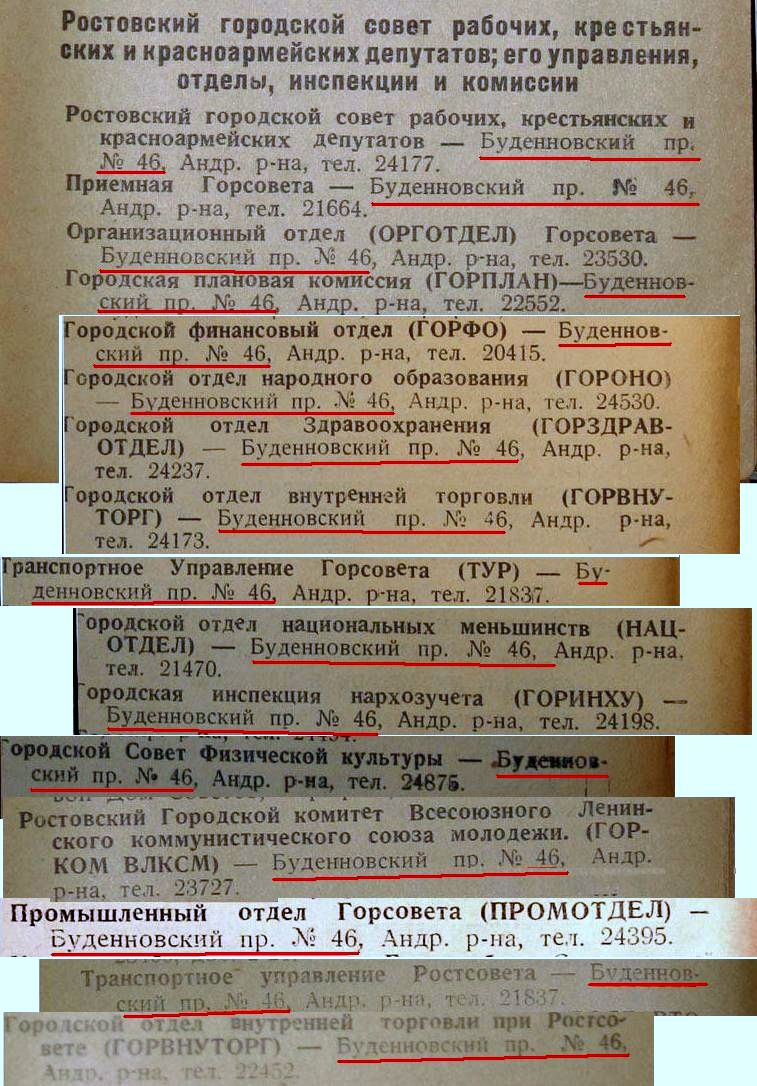 Ростовский городской совет рабочих, крестьян-
ских и красноармейских депутатов; его управления,
отделы, инспекции и комиссии
Ростовский городской совет рабочих, крестьянских и
красноармейских депутатов — Буденновский пр.
№ 46, Андр. р-на, тел. 24177.
Приемная Горсовета — Буденновский пр. № 46,
Андр. р-на, тел. 21664.
Организационный отдел (ОРГОТДЕЛ) Горсовета —
Буденновский пр. № 46, Андр. р-на, тел. 23530.
Городская плановая комиссия (ГОРПЛАН)—Буденнов-
ский пр. № 46, Андр. р-на, тел. 22552.
Городской финансовый отдел (ГОРФО) — Буденнов-
ский пр. № 46, Андр. р-на, тел. 20415.
Городской отдел народного образования (ГОРОНО)
— Буденновский пр. № 46, Андр. р-на, тел. 24530.
Городской отдел Здравоохранения (ГОРЗДРАВ-
ОТДЕЛ) — Буденновский пр. № 46, Андр. р-на,
тел. 24237.
Городской отдел внутренней торговли (ГОРВНУ-
ТОРГ) — Буденновский пр. № 46, Андр. р-на,
тел. 24173.
Транспортное Управление Горсовета (ТУР) — Бу-
денновский пр. № 46, Андр. р-на, тел. 21837.
Городской отдел национальных меньшинств (НАЦ-
ОТДЕЛ) — Буденновский пр. № 46, Андр. р-на,
тел. 21470.
Городская инспекция нархозучета (ГОРИНХУ) —
Буденновский пр. № 46, Андр. р-на, тел. 24198.
Городской Совет Физической культуры — Буденнов-
ский пр. № 46, Андр. р-на, тел. 24875.
Ростовский Городской комитет Всесоюзного Ленин-
ского коммунистического союза молодежи. (ГОР-
КОМ ВЛКСМ) — Буденновский пр. № 46, Андр.
р-на, тел. 23727.
Промышленный отдел Горсовета (ПРОМОТДЕЛ) —
Буденновский пр. № 46, Андр. р-на, тел. 24395.
Транспортное управление Ростсовета — Буденнов-
ский пр. № 46, Андр. р-на, тел. 21837.
Городской отдел внутренней торговли при Ростсо-
вете (ГОРВНУТОРГ) — Буденновский пр. № 46,
Андр. р-на, тел. 22452.